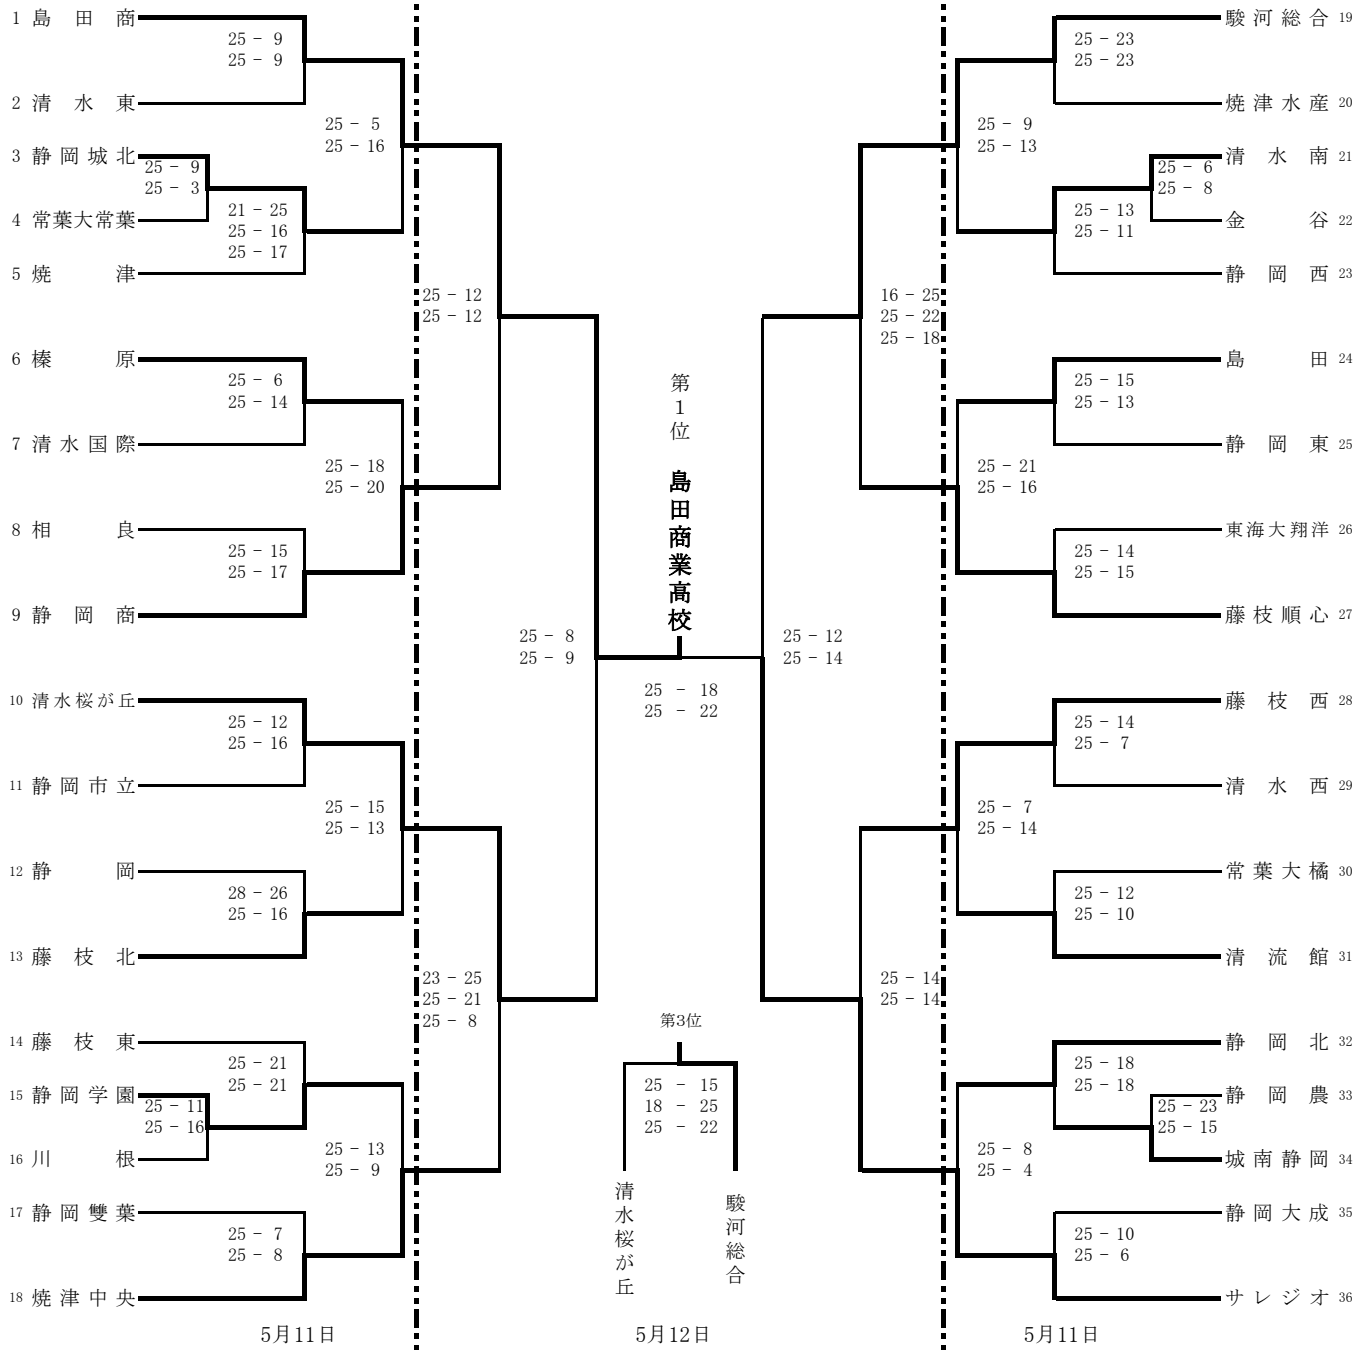 1 島田商
25 - 9
25 - 9
2 清水東
25 - 5
25 - 16
3 静岡城北
25 - 9
25 - 3
4 常葉大常葉
21 - 25
25 - 16
25 - 17
5 焼津
25 - 12
25 - 12
6 榛原
25 - 6
25 - 14
7 清水国際
25 - 18
25 - 20
8 相良
25 - 15
25 - 17
9 静岡商
25 - 8
25 - 9
10 清水桜が丘
25 - 12
25 - 16
11 静岡市立
25 - 15
25 - 13
12 静岡
28 - 26
25 - 16
13 藤枝北
23 - 25
25 - 21
25 - 8
14 藤枝東
25 - 21
25 - 21
15 静岡学園
25 - 11
25 - 16
16 川根
25 - 13
25 - 9
17 静岡雙葉
25 - 7
25 - 8
18 焼津中央
5月11日
第1位 島田商業高校
25 - 18
25 - 22
第3位
25 - 15
18 - 25
25 - 22
清水桜が丘
駿河総合
5月12日
駿河総合 19
25 - 23
25 - 23
焼津水産 20
25 - 9
25 - 13
清水南 21
25 - 6
25 - 8
金谷 22
25 - 13
25 - 11
静岡西 23
16 - 25
25 - 22
25 - 18
島田 24
25 - 15
25 - 13
静岡東 25
25 - 21
25 - 16
東海大翔洋 26
25 - 14
25 - 15
藤枝順心 27
25 - 12
25 - 14
藤枝西 28
25 - 14
25 - 7
清水西 29
25 - 7
25 - 14
常葉大橘 30
25 - 12
25 - 10
清流館 31
25 - 14
25 - 14
静岡北 32
25 - 18
25 - 18
静岡農 33
25 - 23
25 - 15
城南静岡 34
25 - 8
25 - 4
静岡大成 35
25 - 10
25 - 6
サレジオ 36
5月11日